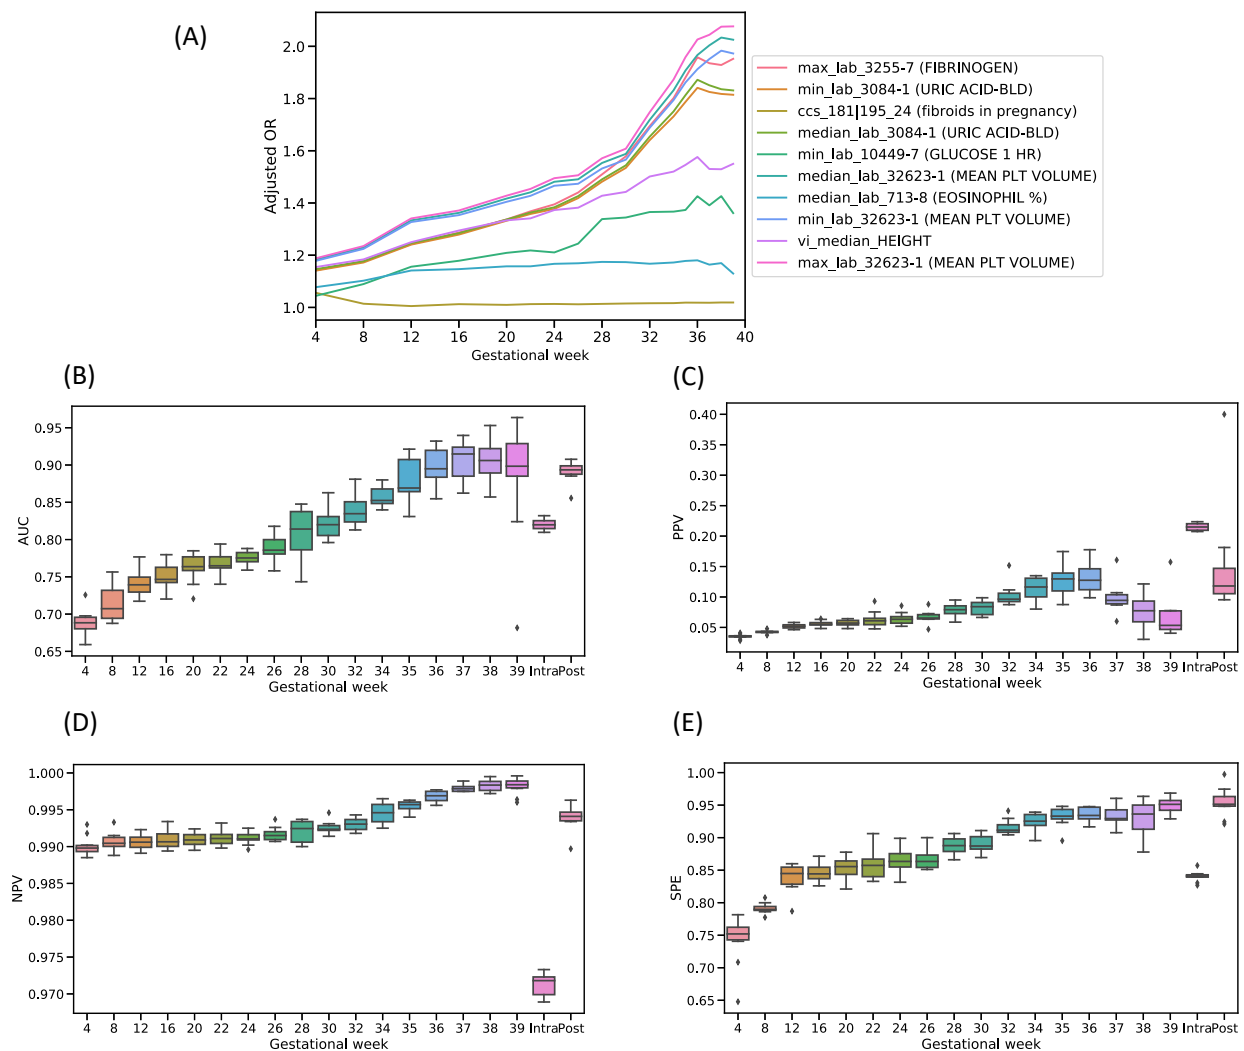 (A)
2.0
1.8
1.6
1.4
1.2
1.0
Adjusted OR
4 8 12 16 20 24 28 32 36 40
Gestational week
max_lab_3255-7 (FIBRINOGEN)
min_lab_3084-1 (URIC ACID-BLD)
ccs_181|195_24 (fibroids in pregnancy)
median_lab_3084-1 (URIC ACID-BLD)
min_lab_10449-7 (GLUCOSE 1 HR)
median_lab_32623-1 (MEAN PLT VOLUME)
median_lab_713-8 (EOSINOPHIL %)
min_lab_32623-1 (MEAN PLT VOLUME)
vi_median_HEIGHT
max_lab_32623-1 (MEAN PLT VOLUME)
(B)
0.95
0.90
0.85
0.80
0.75
0.70
0.65
AUC
4 8 12 16 20 22 24 26 28 30 32 34 35 36 37 38 39 Intra Post
Gestational week
(C)
0.40
0.35
0.30
0.25
0.20
0.15
0.10
0.05
PPV
4 8 12 16 20 22 24 26 28 30 32 34 35 36 37 38 39 Intra Post
Gestational week
(D)
1.000
0.995
0.990
0.985
0.980
0.975
0.970
NPV
4 8 12 16 20 22 24 26 28 30 32 34 35 36 37 38 39 Intra Post
Gestational week
(E)
1.00
0.95
0.90
0.85
0.80
0.75
0.70
0.65
SPE
4 8 12 16 20 22 24 26 28 30 32 34 35 36 37 38 39 Intra Post
Gestational week